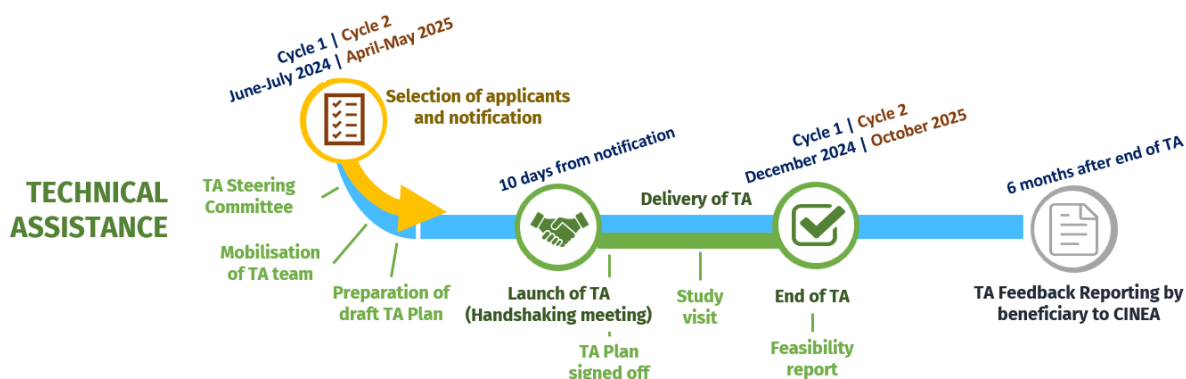 Cycle 1 | Cycle 2
June-July 2024 | April-May 2025
Selection of applicants
and notification
TECHNICAL
ASSISTANCE
TA Steering
Committee
Mobilisation
of TA team
Preparation of
draft TA Plan
10 days from notification
Launch of TA
(Handshaking meeting)
TA Plan
signed off
Delivery of TA
Study
visit
Cycle 1 | Cycle 2
December 2024 | October 2025
End of TA
Feasibility
report
6 months after end of TA
TA Feedback Reporting by
beneficiary to CINEA